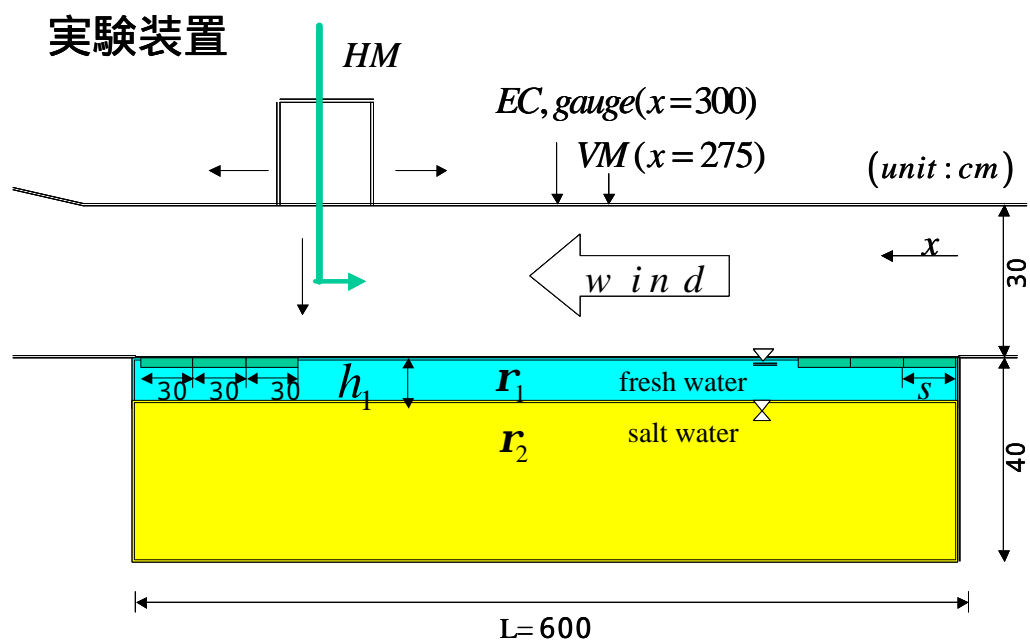 実験装置
HM
EC, gauge(x=300)
VM(x=275)
(unit:cm)
x
wind
30
30 30 30
h1
r1
fresh water
s
salt water
r2
40
L=600